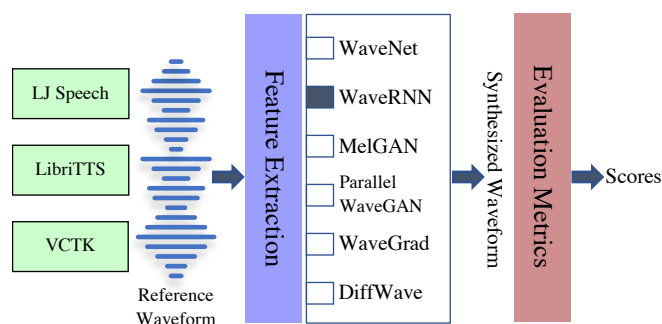 LJ Speech
LibriTTS
VCTK
Reference
Waveform
Feature Extraction
WaveNet
WaveRNN
MelGAN
Parallel
WaveGAN
WaveGrad
DiffWave
Synthesized Waveform
Evaluation Metrics
Scores